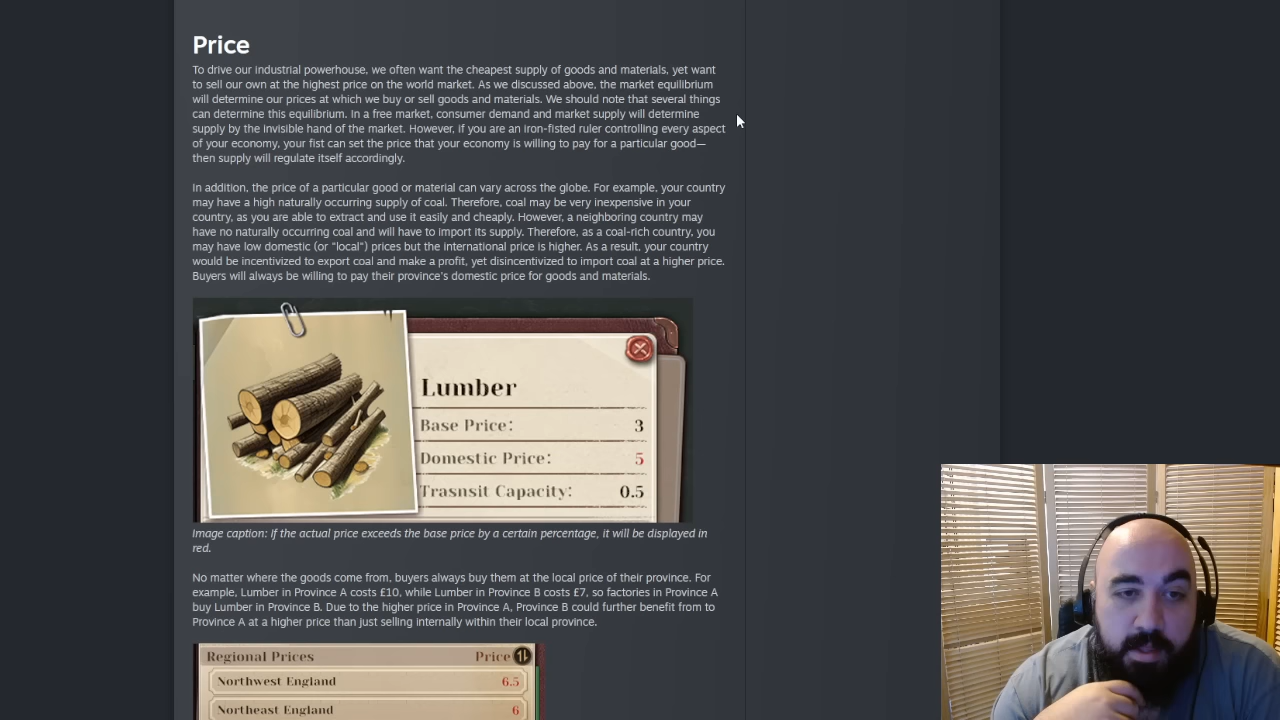 Price
To drive our industrial powerhouse, we often want the cheapest supply of goods and materials, yet want
to sell our own at the highest price on the world market. As we discussed above, the market equilibrium
will determine our prices at which we buy or sell goods and materials. We should note that several things
can determine this equilibrium. In a free market, consumer demand and market supply will determine
supply by the invisible hand of the market. However, if you are an iron-fisted ruler controlling every aspect
of your economy, your fist can set the price that your economy is willing to pay for a particular good—
then supply will regulate itself accordingly.
In addition, the price of a particular good or material can vary across the globe. For example, your country
may have a high naturally occurring supply of coal. Therefore, coal may be very inexpensive in your
country, as you are able to extract and use it easily and cheaply. However, a neighboring country may
have no naturally occurring coal and will have to import its supply. Therefore, as a coal-rich country, you
may have low domestic (or "local") prices but the international price is higher. As a result, your country
would be incentivized to export coal and make a profit, yet disincentivized to import coal at a higher price.
Buyers will always be willing to pay their province's domestic price for goods and materials.
Lumber
Base Price: 3
Domestic Price: 5
Trasnsit Capacity: 0.5
Image caption: If the actual price exceeds the base price by a certain percentage, it will be displayed in
red.
No matter where the goods come from, buyers always buy them at the local price of their province. For
example, Lumber in Province A costs £10, while Lumber in Province B costs £7, so factories in Province A
buy Lumber in Province B. Due to the higher price in Province A, Province B could further benefit from to
Province A at a higher price than just selling internally within their local province.
Regional Prices Price
Northwest England 6.5
Northeast England 6